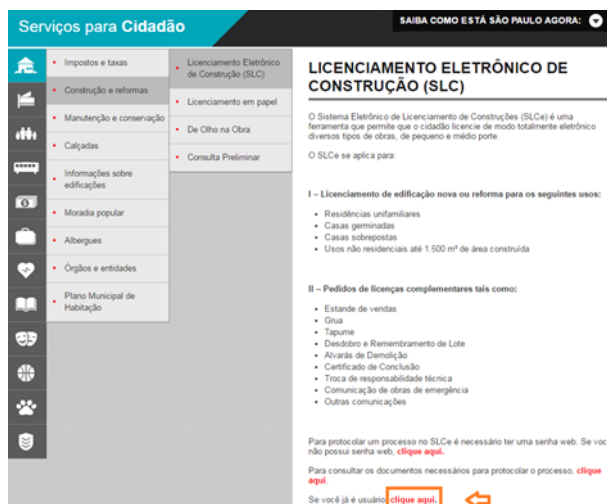 Serviços para Cidadão
SAIBA COMO ESTÁ SÃO PAULO AGORA:
Impostos e taxas
Construção e reformas
Manutenção e conservação
Calçadas
Informações sobre
edificações
Moradia popular
Albergues
Órgãos e entidades
Plano Municipal de
Habitação
Licenciamento Eletrônico
de Construção (SLC)
Licenciamento em papel
De Olho na Obra
Consulta Preliminar
LICENCIAMENTO ELETRÔNICO DE
CONSTRUÇÃO (SLC)
O Sistema Eletrônico de Licenciamento de Construções (SLCe) é uma
ferramenta que permite que o cidadão licencie de modo totalmente eletrônico
diversos tipos de obras, de pequeno e médio porte.
O SLCe se aplica para:
I – Licenciamento de edificação nova ou reforma para os seguintes usos:
Residências unifamiliares
Casas germinadas
Casas sobrepostas
Usos não residenciais até 1.500 m² de área construída
II – Pedidos de licenças complementares tais como:
Estande de vendas
Grua
Tapume
Desdobro e Remembramento de Lote
Alvarás de Demolição
Certificado de Conclusão
Troca de responsabilidade técnica
Comunicação de obras de emergência
Outras comunicações
Para protocolar um processo no SLCe é necessário ter uma senha web. Se voc
não possui senha web, clique aqui.
Para consultar os documentos necessários para protocolar o processo, clique
aqui.
Se você já é usuário clique aqui.